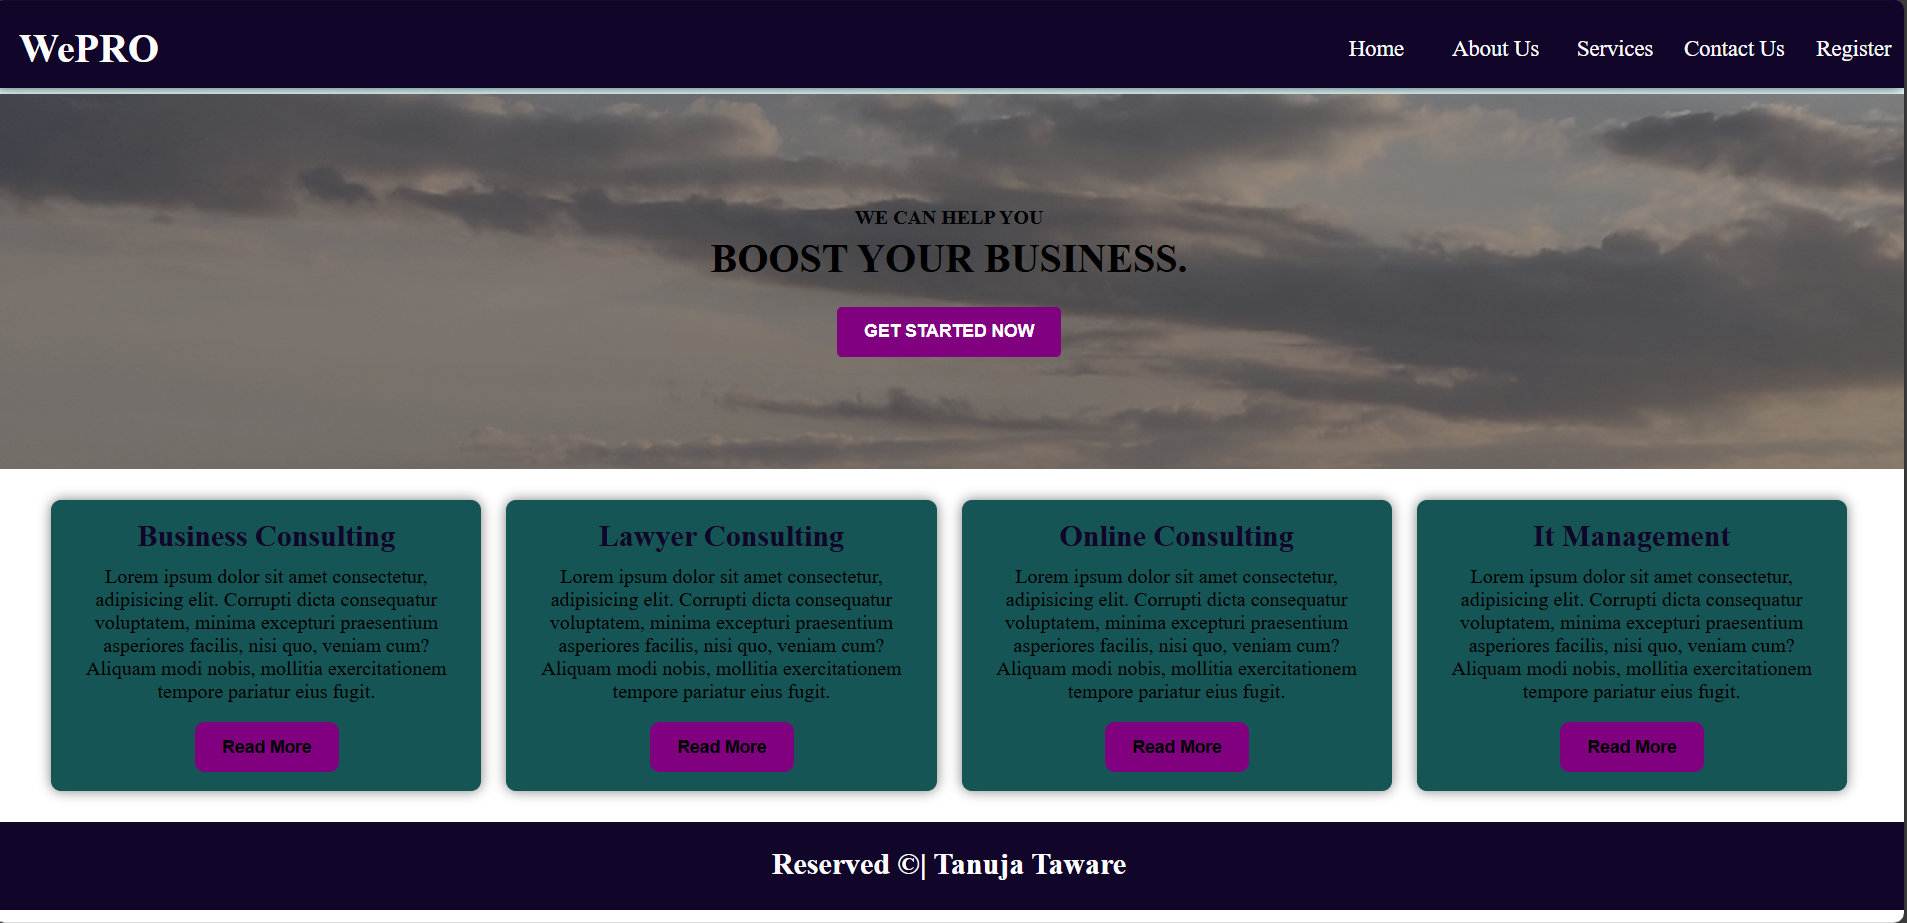 WePRO
Home About Us Services Contact Us Register
WE CAN HELP YOU
BOOST YOUR BUSINESS.
GET STARTED NOW
Business Consulting
Lorem ipsum dolor sit amet consectetur,
adipisicing elit. Corrupti dicta consequatur
voluptatem, minima excepturi praesentium
asperiores facilis, nisi quo, veniam cum?
Aliquam modi nobis, mollitia exercitationem
tempore pariatur eius fugit.
Read More
Lawyer Consulting
Lorem ipsum dolor sit amet consectetur,
adipisicing elit. Corrupti dicta consequatur
voluptatem, minima excepturi praesentium
asperiores facilis, nisi quo, veniam cum?
Aliquam modi nobis, mollitia exercitationem
tempore pariatur eius fugit.
Read More
Online Consulting
Lorem ipsum dolor sit amet consectetur,
adipisicing elit. Corrupti dicta consequatur
voluptatem, minima excepturi praesentium
asperiores facilis, nisi quo, veniam cum?
Aliquam modi nobis, mollitia exercitationem
tempore pariatur eius fugit.
Read More
It Management
Lorem ipsum dolor sit amet consectetur,
adipisicing elit. Corrupti dicta consequatur
voluptatem, minima excepturi praesentium
asperiores facilis, nisi quo, veniam cum?
Aliquam modi nobis, mollitia exercitationem
tempore pariatur eius fugit.
Read More
Reserved ©| Tanuja Taware